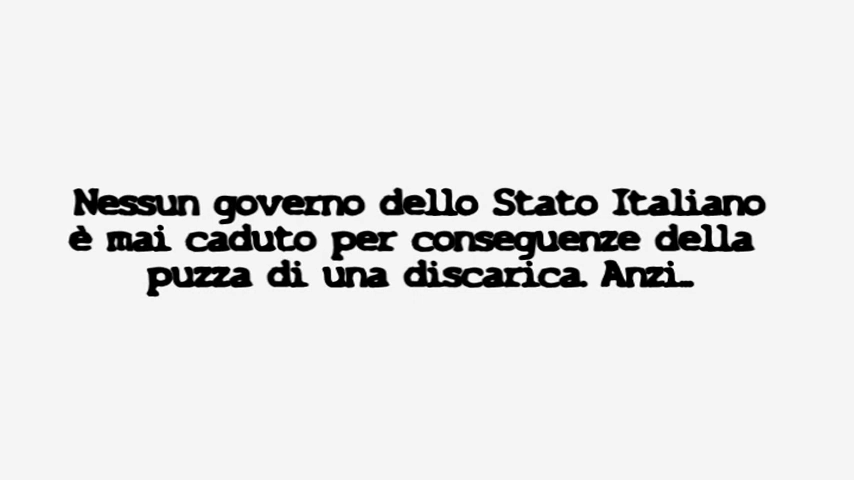 Nessun governo dello Stato Italiano
è mai caduto per conseguenze della
puzza di una discarica. Anzi...